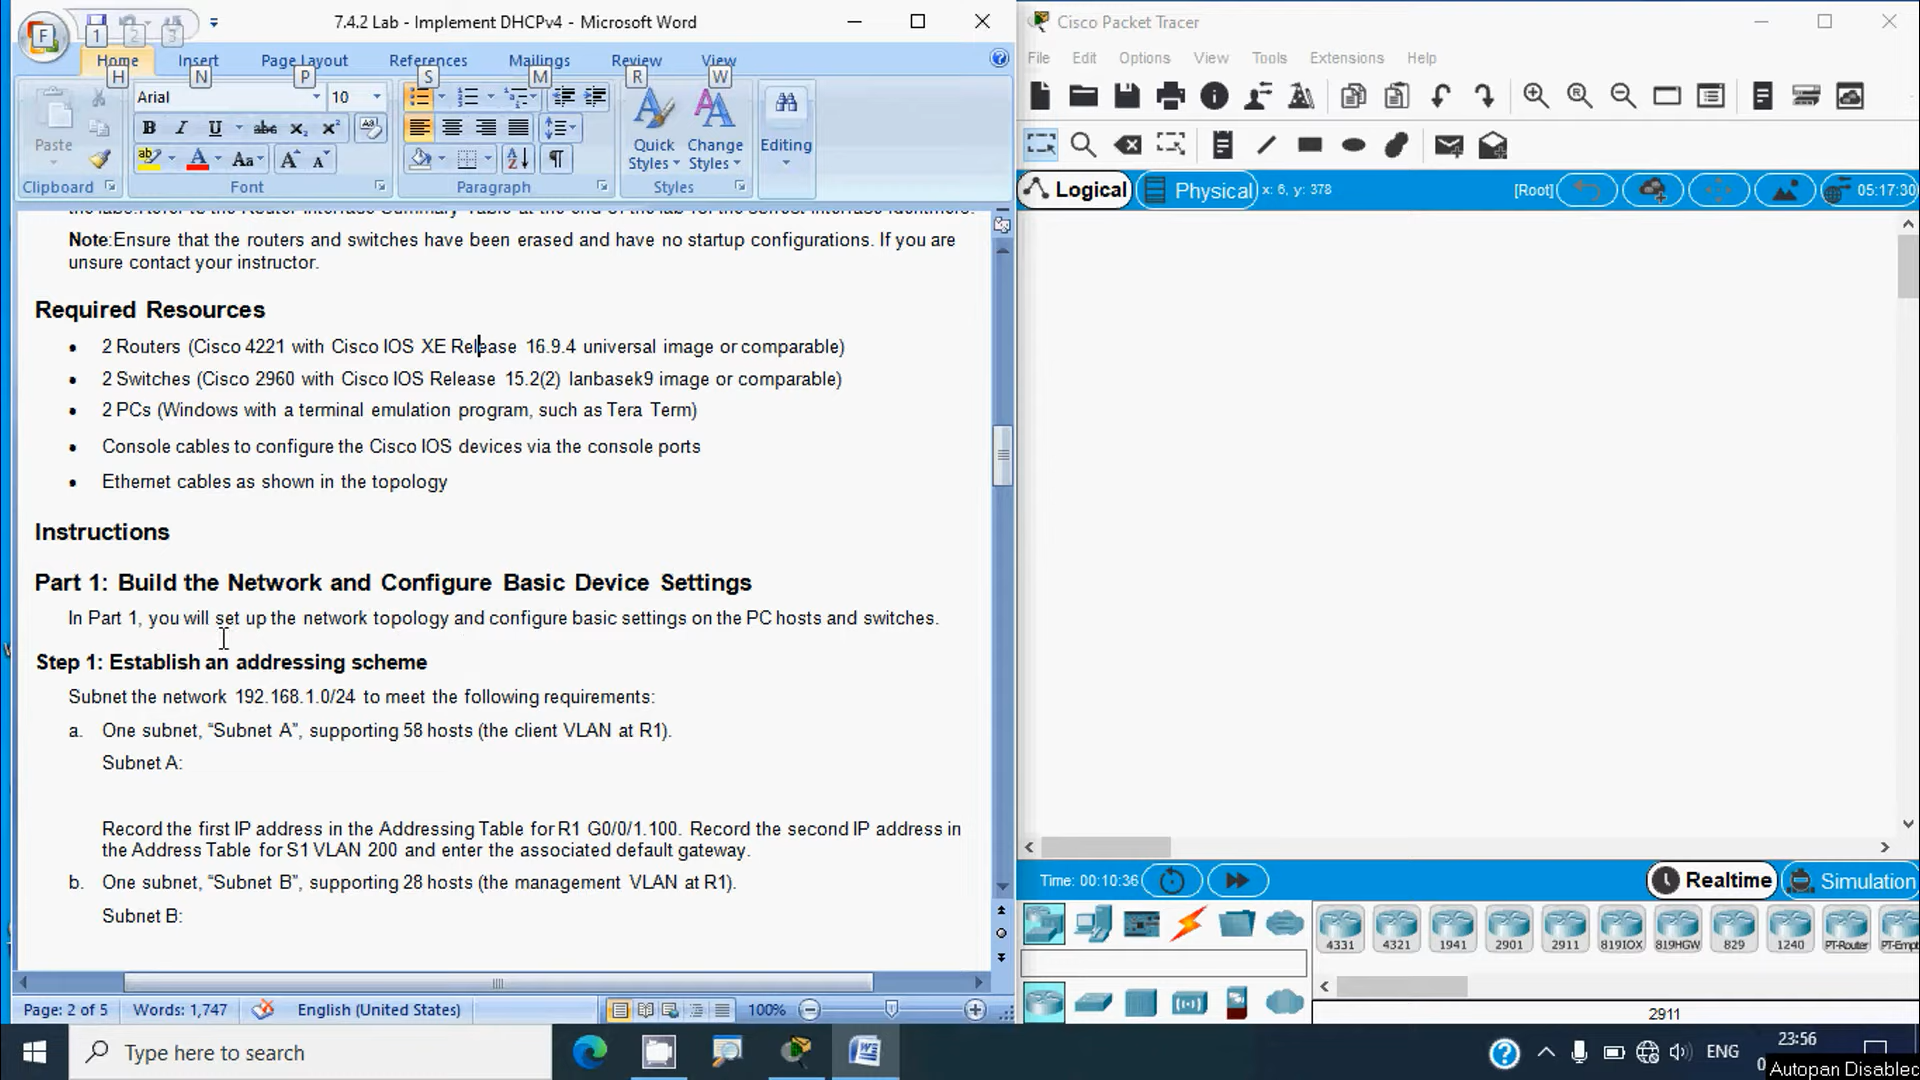 7.4.2 Lab - Implement DHCPv4 - Microsoft Word
F 1 2 3
Home Insert Page Layout References Mailings Review View
H N P S M R W
Arial 10
Paste
B I U abc X₂ X² Aa A A
Quick Styles Change Styles Editing
Clipboard Font Paragraph Styles
Note:Ensure that the routers and switches have been erased and have no startup configurations. If you are
unsure contact your instructor.
Required Resources
• 2 Routers (Cisco 4221 with Cisco IOS XE Release 16.9.4 universal image or comparable)
• 2 Switches (Cisco 2960 with Cisco IOS Release 15.2(2) lanbasek9 image or comparable)
• 2 PCs (Windows with a terminal emulation program, such as Tera Term)
• Console cables to configure the Cisco IOS devices via the console ports
• Ethernet cables as shown in the topology
Instructions
Part 1: Build the Network and Configure Basic Device Settings
In Part 1, you will set up the network topology and configure basic settings on the PC hosts and switches.
Step 1: Establish an addressing scheme
Subnet the network 192.168.1.0/24 to meet the following requirements:
a. One subnet, “Subnet A”, supporting 58 hosts (the client VLAN at R1).
Subnet A:
Record the first IP address in the Addressing Table for R1 G0/0/1.100. Record the second IP address in
the Address Table for S1 VLAN 200 and enter the associated default gateway.
b. One subnet, “Subnet B”, supporting 28 hosts (the management VLAN at R1).
Subnet B:
Page: 2 of 5 Words: 1,747 English (United States) 100%
Cisco Packet Tracer
File Edit Options View Tools Extensions Help
Logical Physical x: 6, y: 378 [Root] 05:17:30
Time: 00:10:36 Realtime Simulation
4331 4321 1941 2901 2911 819IOX 819HGW 829 1240 PT-Router PT-Empt
2911
Type here to search
ENG 23:56
Autopan Disabled